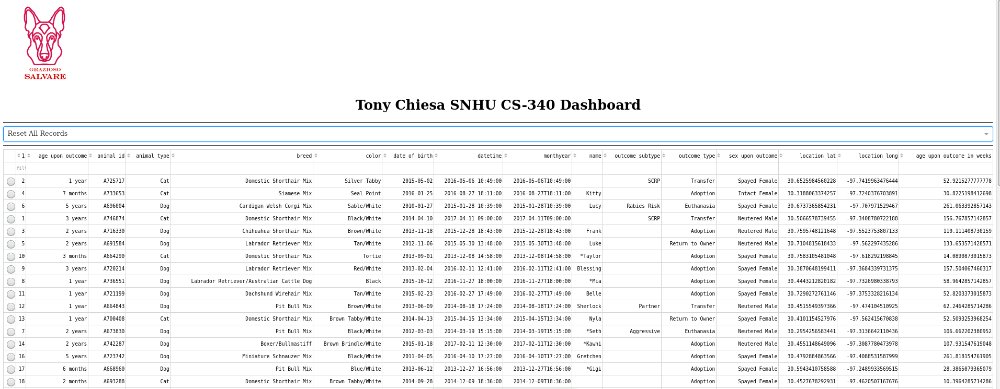 GRAZIOSO
SALVARE
Tony Chiesa SNHU CS-340 Dashboard
Reset All Records
1 age_upon_outcome animal_id animal_type breed color date_of_birth datetime monthyear name outcome_subtype outcome_type sex_upon_outcome location_lat location_long age_upon_outcome_in_weeks
2 1 year A725717 Cat Domestic Shorthair Mix Silver Tabby 2015-05-02 2016-05-06 10:49:00 2016-05-06T10:49:00 SCRP Transfer Spayed Female 30.6525984560228 -97.7419963476444 52.9215277777778
4 7 months A733653 Cat Siamese Mix Seal Point 2016-01-25 2016-08-27 18:11:00 2016-08-27T18:11:00 Kitty Adoption Intact Female 30.3188063374257 -97.7240376703891 30.8225198412698
6 5 years A696004 Dog Cardigan Welsh Corgi Mix Sable/White 2010-01-27 2015-01-28 10:39:00 2015-01-28T10:39:00 Lucy Rabies Risk Euthanasia Spayed Female 30.6737365854231 -97.707971529467 261.063392857143
1 3 years A746874 Cat Domestic Shorthair Mix Black/White 2014-04-10 2017-04-11 09:00:00 2017-04-11T09:00:00 SCRP Transfer Neutered Male 30.5066578739455 -97.3408780722188 156.767857142857
3 2 years A716330 Dog Chihuahua Shorthair Mix Brown/White 2013-11-18 2015-12-28 18:43:00 2015-12-28T18:43:00 Frank Adoption Neutered Male 30.7595748121648 -97.5523753807133 110.111408730159
5 2 years A691584 Dog Labrador Retriever Mix Tan/White 2012-11-06 2015-05-30 13:48:00 2015-05-30T13:48:00 Luke Return to Owner Neutered Male 30.7104815618433 -97.562297435286 133.653571428571
10 3 months A664290 Cat Domestic Shorthair Mix Tortie 2013-09-01 2013-12-08 14:58:00 2013-12-08T14:58:00 *Taylor Adoption Spayed Female 30.7583105481048 -97.618292198845 14.0890873015873
9 3 years A720214 Dog Labrador Retriever Mix Red/White 2013-02-04 2016-02-11 12:41:00 2016-02-11T12:41:00 Blessing Adoption Spayed Female 30.3870648199411 -97.3684339731375 157.504067460317
8 1 year A736551 Dog Labrador Retriever/Australian Cattle Dog Black 2015-10-12 2016-11-27 18:00:00 2016-11-27T18:00:00 *Mia Adoption Spayed Female 30.4443212820182 -97.7326980338793 58.9642857142857
11 1 year A721199 Dog Dachshund Wirehair Mix Tan/White 2015-02-23 2016-02-27 17:49:00 2016-02-27T17:49:00 Belle Adoption Spayed Female 30.7290272761146 -97.3753328216134 52.8203373015873
12 1 year A664843 Dog Pit Bull Mix Brown/White 2013-06-09 2014-08-18 17:24:00 2014-08-18T17:24:00 Sherlock Partner Transfer Neutered Male 30.4515549397366 -97.474104510925 62.2464285714286
13 1 year A700408 Cat Domestic Shorthair Mix Brown Tabby/White 2014-04-13 2015-04-15 13:34:00 2015-04-15T13:34:00 Nyla Return to Owner Spayed Female 30.4101154527976 -97.562415670838 52.5093253968254
7 2 years A673830 Dog Pit Bull Mix Black/White 2012-03-03 2014-03-19 15:15:00 2014-03-19T15:15:00 *Seth Aggressive Euthanasia Neutered Male 30.2954256583441 -97.3136642110436 106.662202380952
14 2 years A742287 Dog Boxer/Bullmastiff Brown Brindle/White 2015-01-18 2017-02-11 12:30:00 2017-02-11T12:30:00 *Kawhi Adoption Neutered Male 30.4551148649096 -97.3087780473978 107.931547619048
16 5 years A723742 Dog Miniature Schnauzer Mix Black/White 2011-04-05 2016-04-10 17:27:00 2016-04-10T17:27:00 Gretchen Adoption Spayed Female 30.4792884863566 -97.4088531587999 261.818154761905
17 6 months A668960 Dog Pit Bull Mix Blue/White 2013-06-12 2013-12-27 16:56:00 2013-12-27T16:56:00 *Gigi Adoption Spayed Female 30.5943410758588 -97.2489933569515 28.3865079365079
18 2 months A693288 Cat Domestic Shorthair Mix Brown Tabby/White 2014-09-28 2014-12-09 18:36:00 2014-12-09T18:36:00 Adoption Spayed Female 30.4527678292931 -97.4620507167676 10.3964285714286